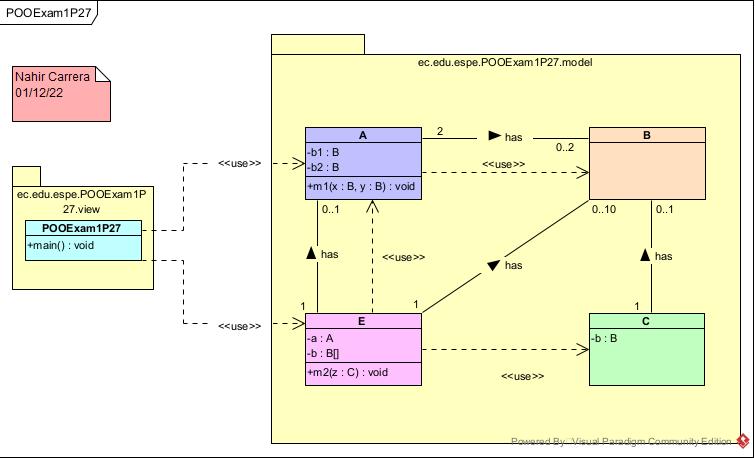 POOExam1P27
Nahir Carrera
01/12/22
ec.edu.espe.POOExam1P27.model
A
-b1 : B
-b2 : B
+m1(x : B, y : B) : void
2
has
0..2
B
<<use>>
<<use>>
ec.edu.espe.POOExam1P
27.view
POOExam1P27
+main() : void
0..1
0..10
0..1
has
<<use>>
has
has
1
1
1
<<use>>
E
-a : A
-b : B[]
+m2(z : C) : void
C
-b : B
<<use>>
Powered By Visual Paradigm Community Edition